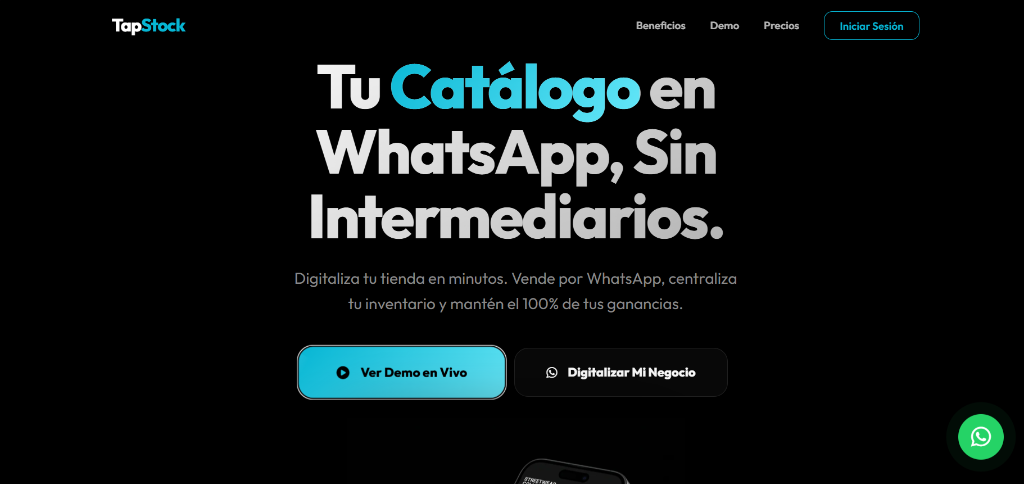 TapStock
Beneficios
Demo
Precios
Iniciar Sesión
Tu Catálogo en
WhatsApp, Sin
Intermediarios.
Digitaliza tu tienda en minutos. Vende por WhatsApp, centraliza
tu inventario y mantén el 100% de tus ganancias.
Ver Demo en Vivo
Digitalizar Mi Negocio
STREETWEAR